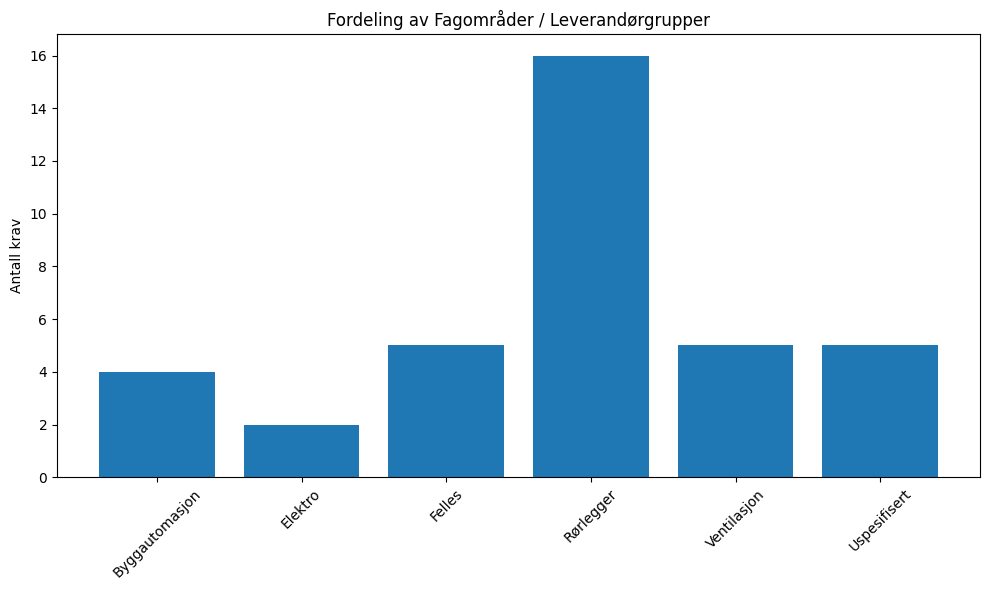 Fordeling av Fagområder / Leverandørgrupper
Antall krav
16
14
12
10
8
6
4
2
0
Byggautomasjon
Elektro
Felles
Rørlegger
Ventilasjon
Uspesifisert